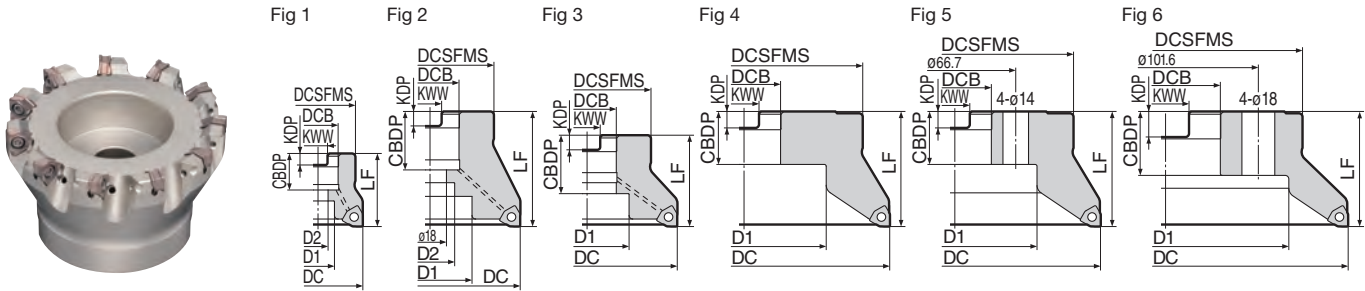 Fig 1
DCSFMS
DCB
KWW
KDP
CBDP
LF
D2
D1
DC
Fig 2
DCSFMS
DCB
KWW
KDP
CBDP
LF
ø18
D2
D1
DC
Fig 3
DCSFMS
DCB
KWW
KDP
CBDP
LF
D1
DC
Fig 4
DCSFMS
DCB
KWW
KDP
CBDP
LF
D1
DC
Fig 5
DCSFMS
ø66.7
DCB
KWW
4-ø14
KDP
CBDP
LF
D1
DC
Fig 6
DCSFMS
ø101.6
DCB
KWW
4-ø18
KDP
CBDP
LF
D1
DC